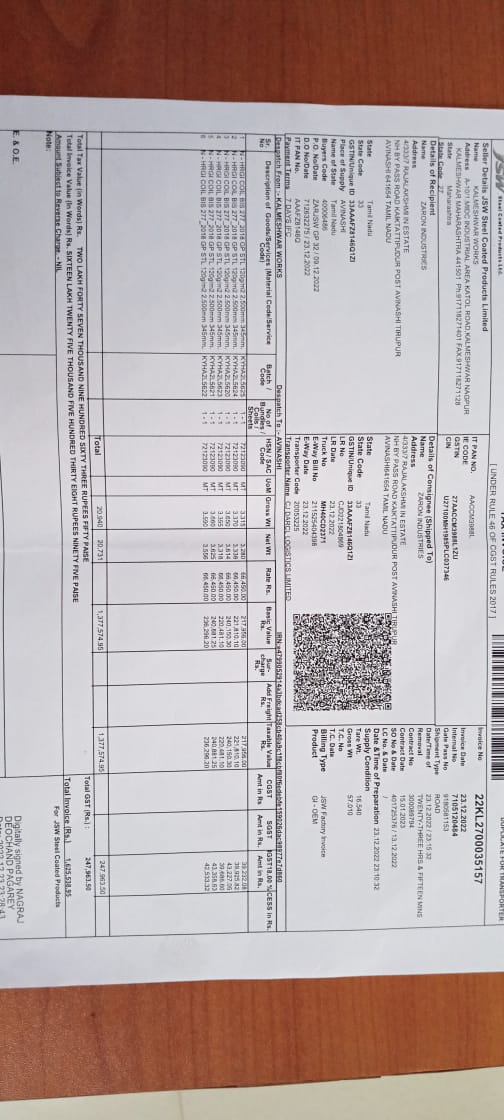 JSW Steel Coated Products Ltd.
TAX INVOICE
[ UNDER RULE 46 OF CGST RULES 2017 ]
DUPLICATE FOR TRANSPORTER
Seller Details JSW Steel Coated Products Limited
Name KALMESHWAR WORKS
Address A-10/1 MIDC INDUSTRIAL AREA KATOL ROAD,KALMESHWAR NAGPUR
KALMESHWAR MAHARASHTRA 441501 Ph:917118271401 FAX:917118271128
State Maharashtra
State Code 27
IT PAN NO. AACCM3988L
IE CODE
GSTIN 27AACCM3988L1ZU
CIN U27100MH1985PLC037346
Invoice No 22KL2700035157
Invoice Date 23.12.2022
Internal No 7105120484
Gate Pass No 9180581153
Shipment Type ROAD
Date/Time of 23.12.2022 / 23:15:32
Removal TWENTY-THREE HRS & FIFTEEN MINS
Contract No 300089794
Contract Date 15.01.2023
SO No & Date 401725376 / 13.12.2022
LC No. & Date /
Date &Time of Preparation 23.12.2022 23:10:32
Supply Condition
Tare Wt. 16.540
Gross Wt 57.010
T.C. No
T.C. Date
Billing Type JSW Factory Invoice
Product GI - OEM
Details of Recipient
Name ZARON INDUSTRIES
Address
4/333/7 RAJALAKSHMI IN ESTATE
NH BY PASS ROAD KAIKTATTIPUDUR POST AVINASHI TIRUPUR
AVINASHI 641654 TAMIL NADU
State Tamil Nadu
State Code 33
GSTIN/Unique ID 33AAAFZ8146Q1ZI
Place of Supply AVINASHI
Name of State Tamil Nadu
Buyers Code 40006486
P.O. No/Date ZARJSW GP 32 / 09.12.2022
D.O No/Date 712632275 / 23.12.2022
IT PAN No. AAAFZ8146Q
Payment Terms 7 DAYS IFC
Details of Consignee (Shipped To)
Name ZARON INDUSTRIES
Address
4/333/7 RAJALAKSHMI IN ESTATE
NH BY PASS ROAD KAIKTATTIPUDUR POST AVINASHI TIRUPUR
AVINASHI641654 TAMIL NADU
State Tamil Nadu
State Code 33
GSTIN/Unique ID 33AAAFZ8146Q1ZI
LR No CJD221804869
LR Date 23.12.2022
Truck No MH40CD2371
E-Way Bill No 211525404398
E-Way Date 23.12.2022
Transporter Code 20053225
Transporter Name CJ DARCL LOGISTICS LIMITED
Despatch From :- KALMESHWAR WORKS Despatch To :- AVINASHI
Sr. No Description of Goods/Services (Material Code/Service Code) Batch / Code No of Bundles / Coils / Sheets HSN / SAC Code UoM Gross Wt Net Wt Rate Rs. Basic Value Rs. Sur-charge Rs. Add Freight Rs. Taxable Value Rs. CGST Amt in Rs SGST Amt in Rs. IGST18.00 % Amt in Rs. CESS in Rs.
1 N - HRGI COIL BIS 277_2018 GP STL 120g/m2 2.500mm 345mm. KYHA2L5625 1 - 1 72123090 MT 3.315 3.280 66,450.00 217,956.00 217,956.00 39,232.08
2 N - HRGI COIL BIS 277_2018 GP STL 120g/m2 2.500mm 345mm. KYHA2L5624 1 - 1 72123090 MT 3.370 3.338 66,450.00 221,810.10 221,810.10 39,925.82
3 N - HRGI COIL BIS 277_2018 GP STL 120g/m2 2.500mm 345mm. KYHA2L5620 1 - 1 72123090 MT 3.650 3.614 66,450.00 240,150.30 240,150.30 43,227.05
4 N - HRGI COIL BIS 277_2018 GP STL 120g/m2 2.500mm 345mm. KYHA2L5623 1 - 1 72123090 MT 3.355 3.318 66,450.00 220,481.10 220,481.10 39,686.60
5 N - HRGI COIL BIS 277_2018 GP STL 120g/m2 2.500mm 345mm. KYHA2L5621 1 - 1 72123090 MT 3.660 3.625 66,450.00 240,881.25 240,881.25 43,358.63
6 N - HRGI COIL BIS 277_2018 GP STL 120g/m2 2.500mm 345mm. KYHA2L5622 1 - 1 72123090 MT 3.590 3.556 66,450.00 236,296.20 236,296.20 42,533.32
Total 20.940 20.731 1,377,574.95 1,377,574.95 247,963.50
Total Tax Value (in Words) Rs. TWO LAKH FORTY SEVEN THOUSAND NINE HUNDRED SIXTY THREE RUPEES FIFTY PAISE
Total GST (Rs.) : 247,963.50
Total Invoice Value (In Words) Rs. SIXTEEN LAKH TWENTY FIVE THOUSAND FIVE HUNDRED THIRTY EIGHT RUPEES NINETY FIVE PAISE
Total Invoice (Rs.) 1,625,538.95
Amount Subject to Reverse Charge. - NIL
For JSW Steel Coated Products
Note:
E. & O.E.
Digitally signed by NAGRAJ
DEOCHAND PAGAREY